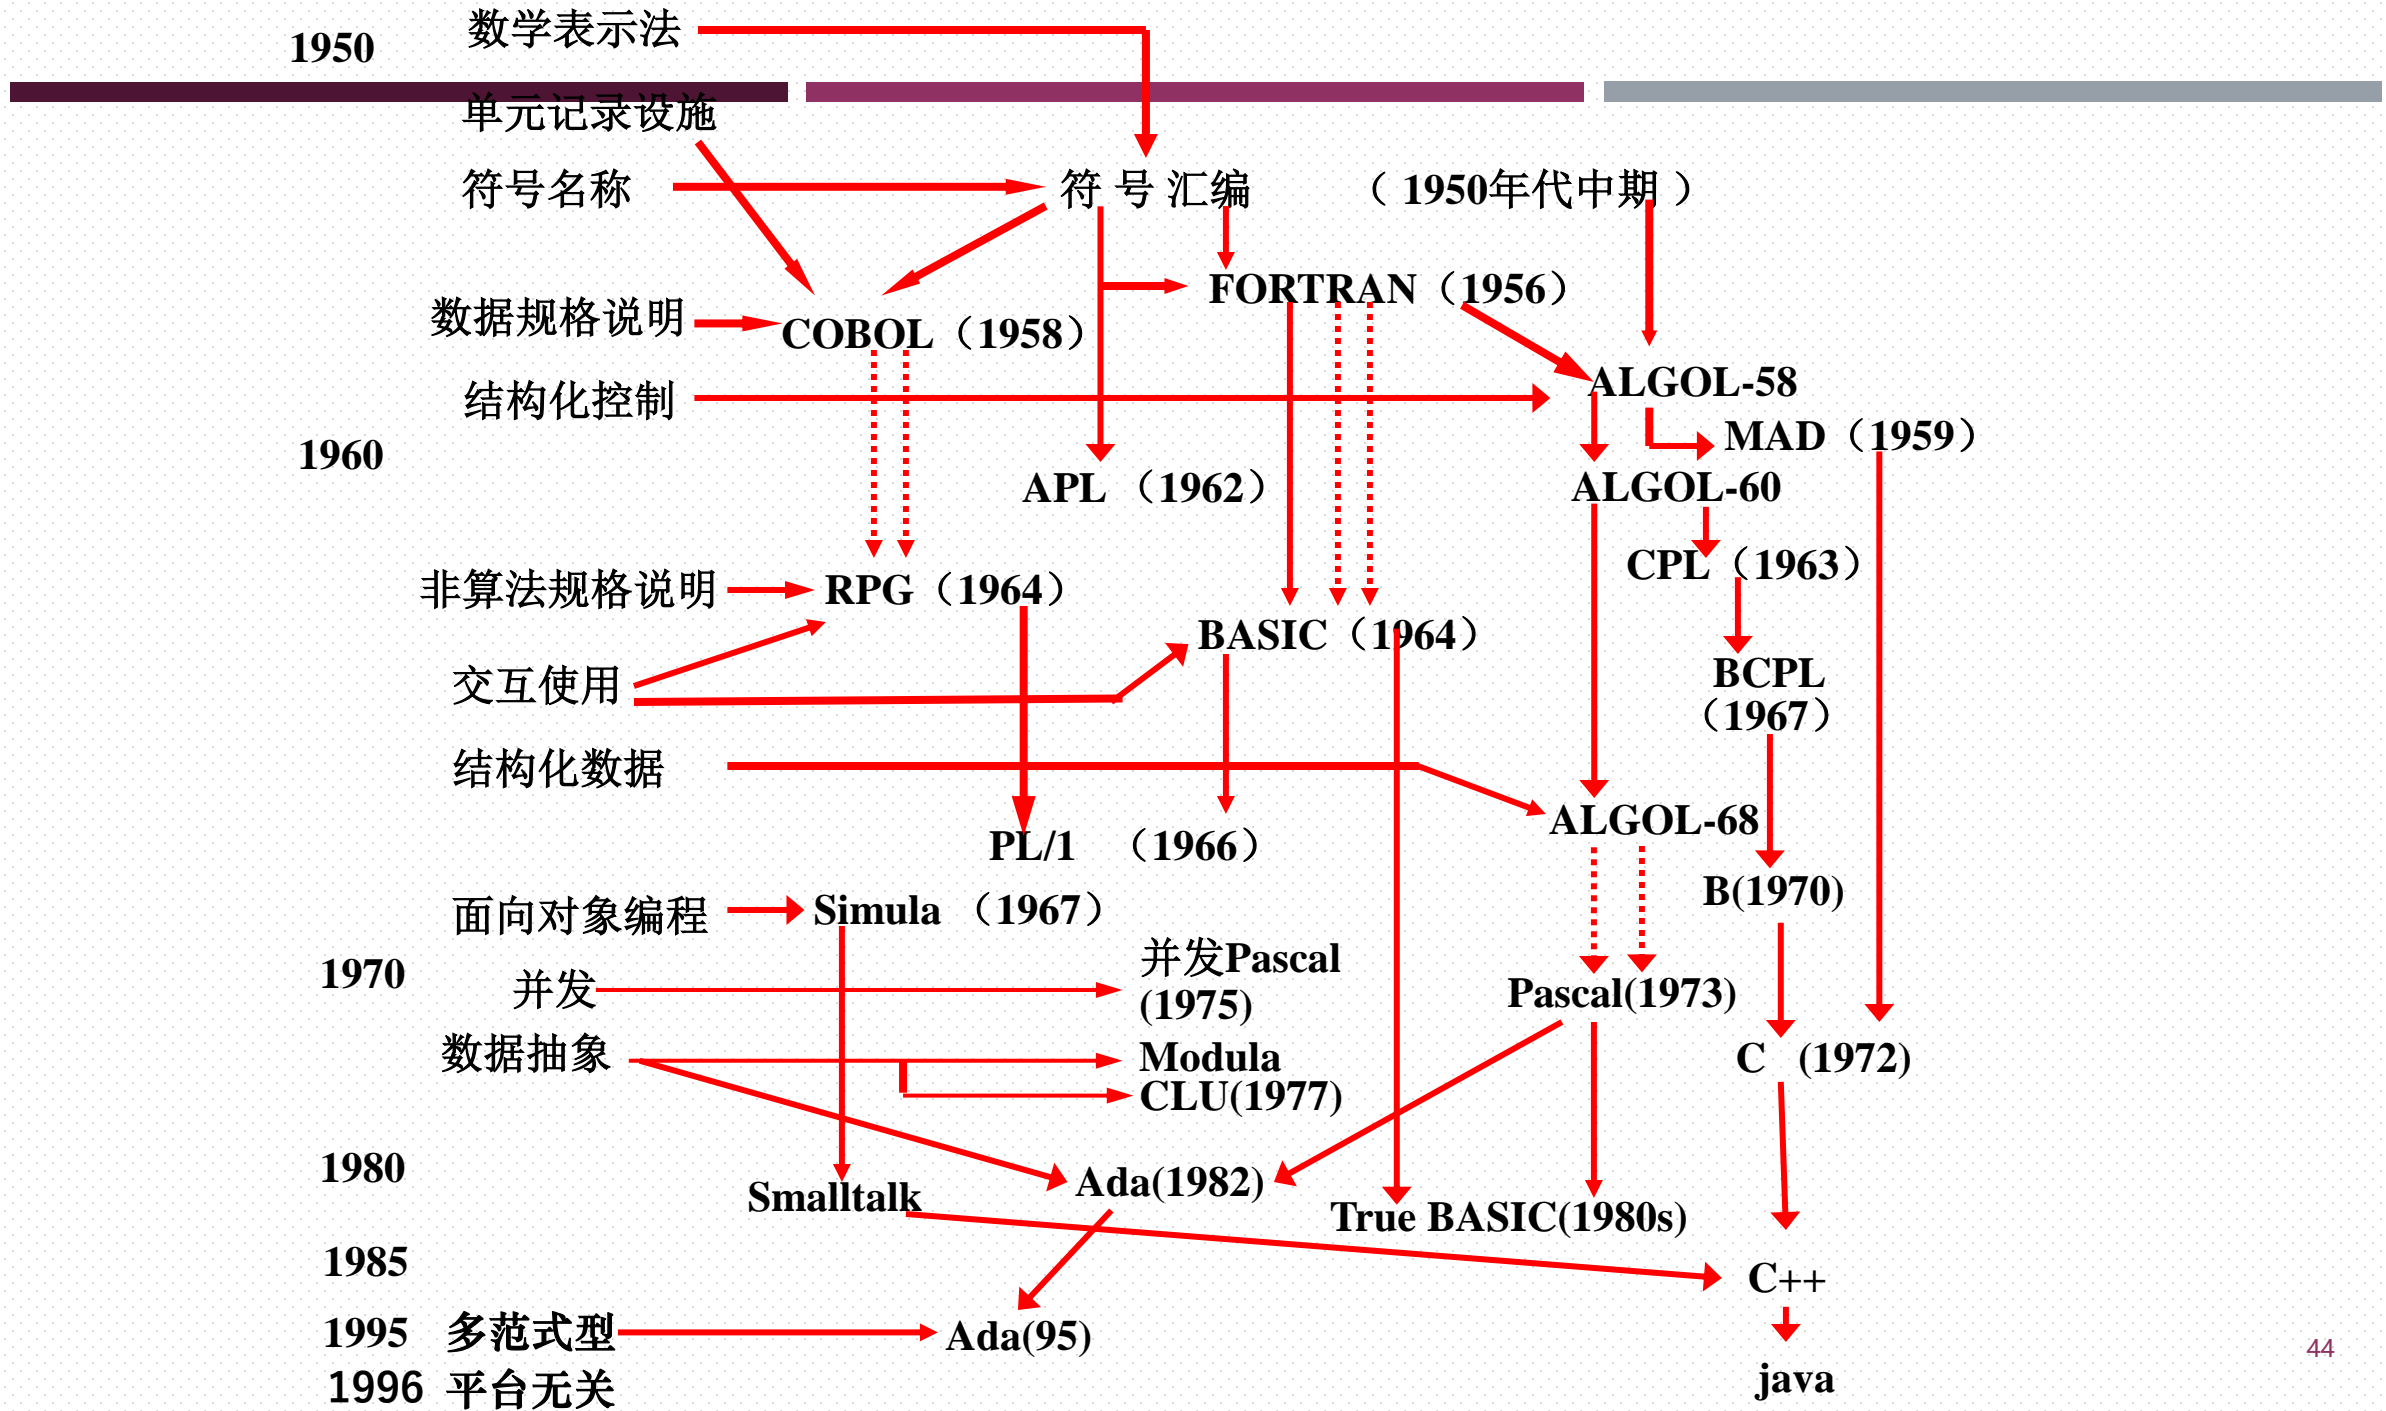 1950
数学表示法
单元记录设施
符号名称
符 号 汇编
（ 1950年代中期 ）
FORTRAN（1956）
数据规格说明
COBOL（1958）
ALGOL-58
结构化控制
MAD（1959）
1960
APL （1962）
ALGOL-60
CPL（1963）
非算法规格说明
RPG（1964）
BASIC（1964）
交互使用
BCPL
（1967）
结构化数据
ALGOL-68
PL/1 （1966）
B(1970)
面向对象编程
Simula （1967）
并发Pascal
(1975)
1970
并发
Pascal(1973)
数据抽象
Modula
CLU(1977)
C (1972)
1980
Smalltalk
Ada(1982)
True BASIC(1980s)
1985
C++
1995 多范式型
Ada(95)
44
1996 平台无关
java